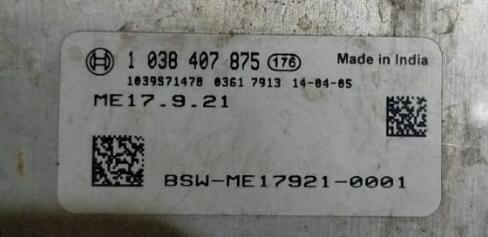 1 038 407 875 176 Made in India
1039S71478 0361 7913 14-04-05
ME17.9.21
BSW-ME17921-0001